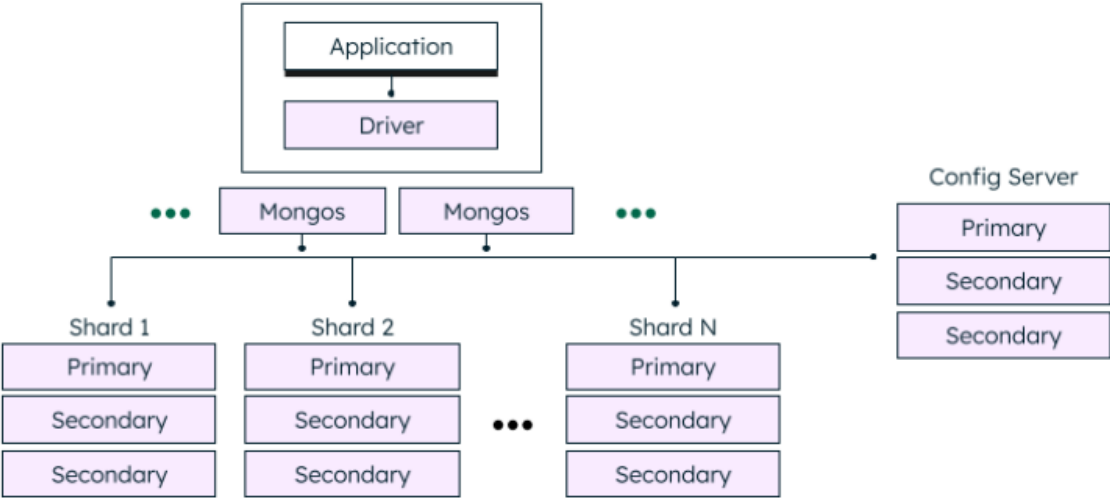 Application
Driver
Config Server
Mongos
Mongos
Primary
Secondary
Secondary
Shard 1
Shard 2
Shard N
Primary
Primary
Primary
Secondary
Secondary
Secondary
Secondary
Secondary
Secondary